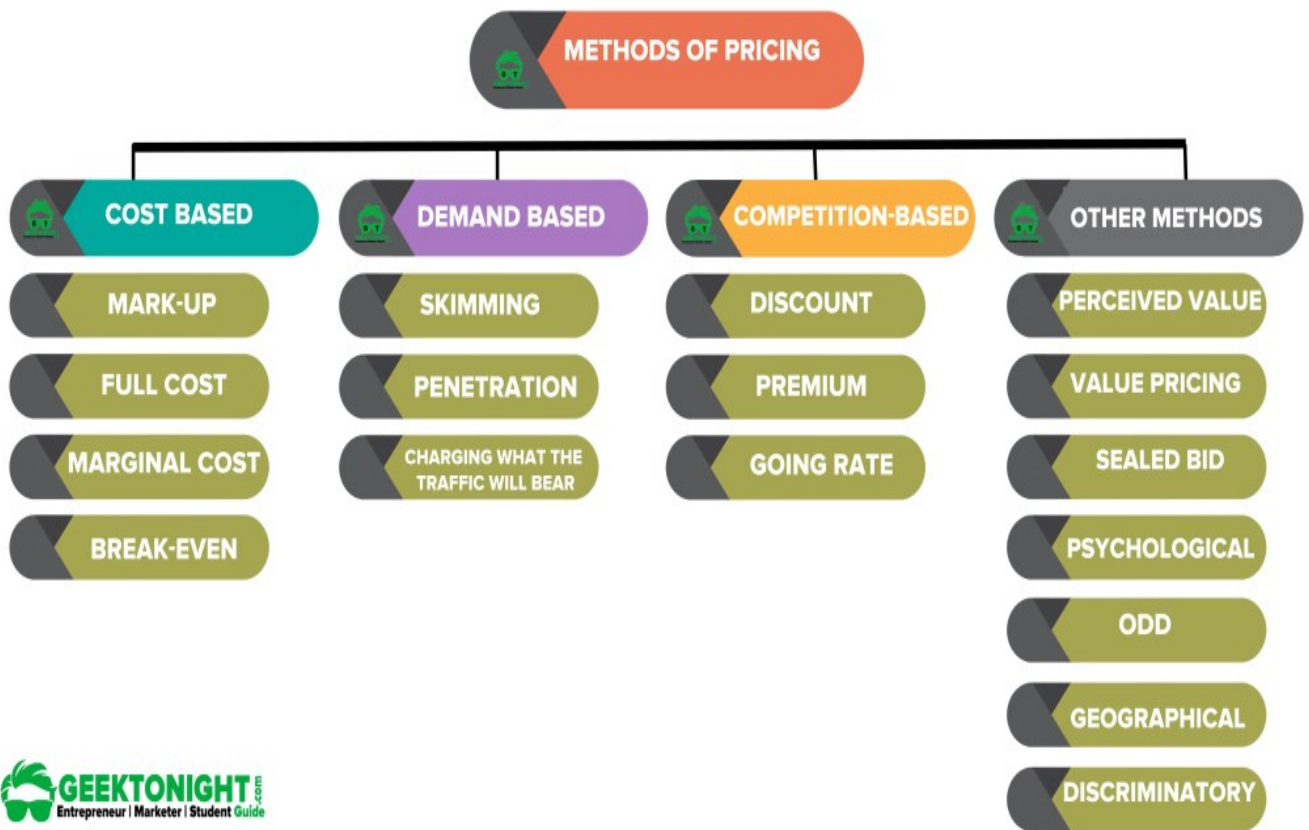 METHODS OF PRICING
COST BASED
MARK-UP
FULL COST
MARGINAL COST
BREAK-EVEN
DEMAND BASED
SKIMMING
PENETRATION
CHARGING WHAT THE
TRAFFIC WILL BEAR
COMPETITION-BASED
DISCOUNT
PREMIUM
GOING RATE
OTHER METHODS
PERCEIVED VALUE
VALUE PRICING
SEALED BID
PSYCHOLOGICAL
ODD
GEOGRAPHICAL
DISCRIMINATORY
GEEKTONIGHT.com
Entrepreneur | Marketer | Student Guide